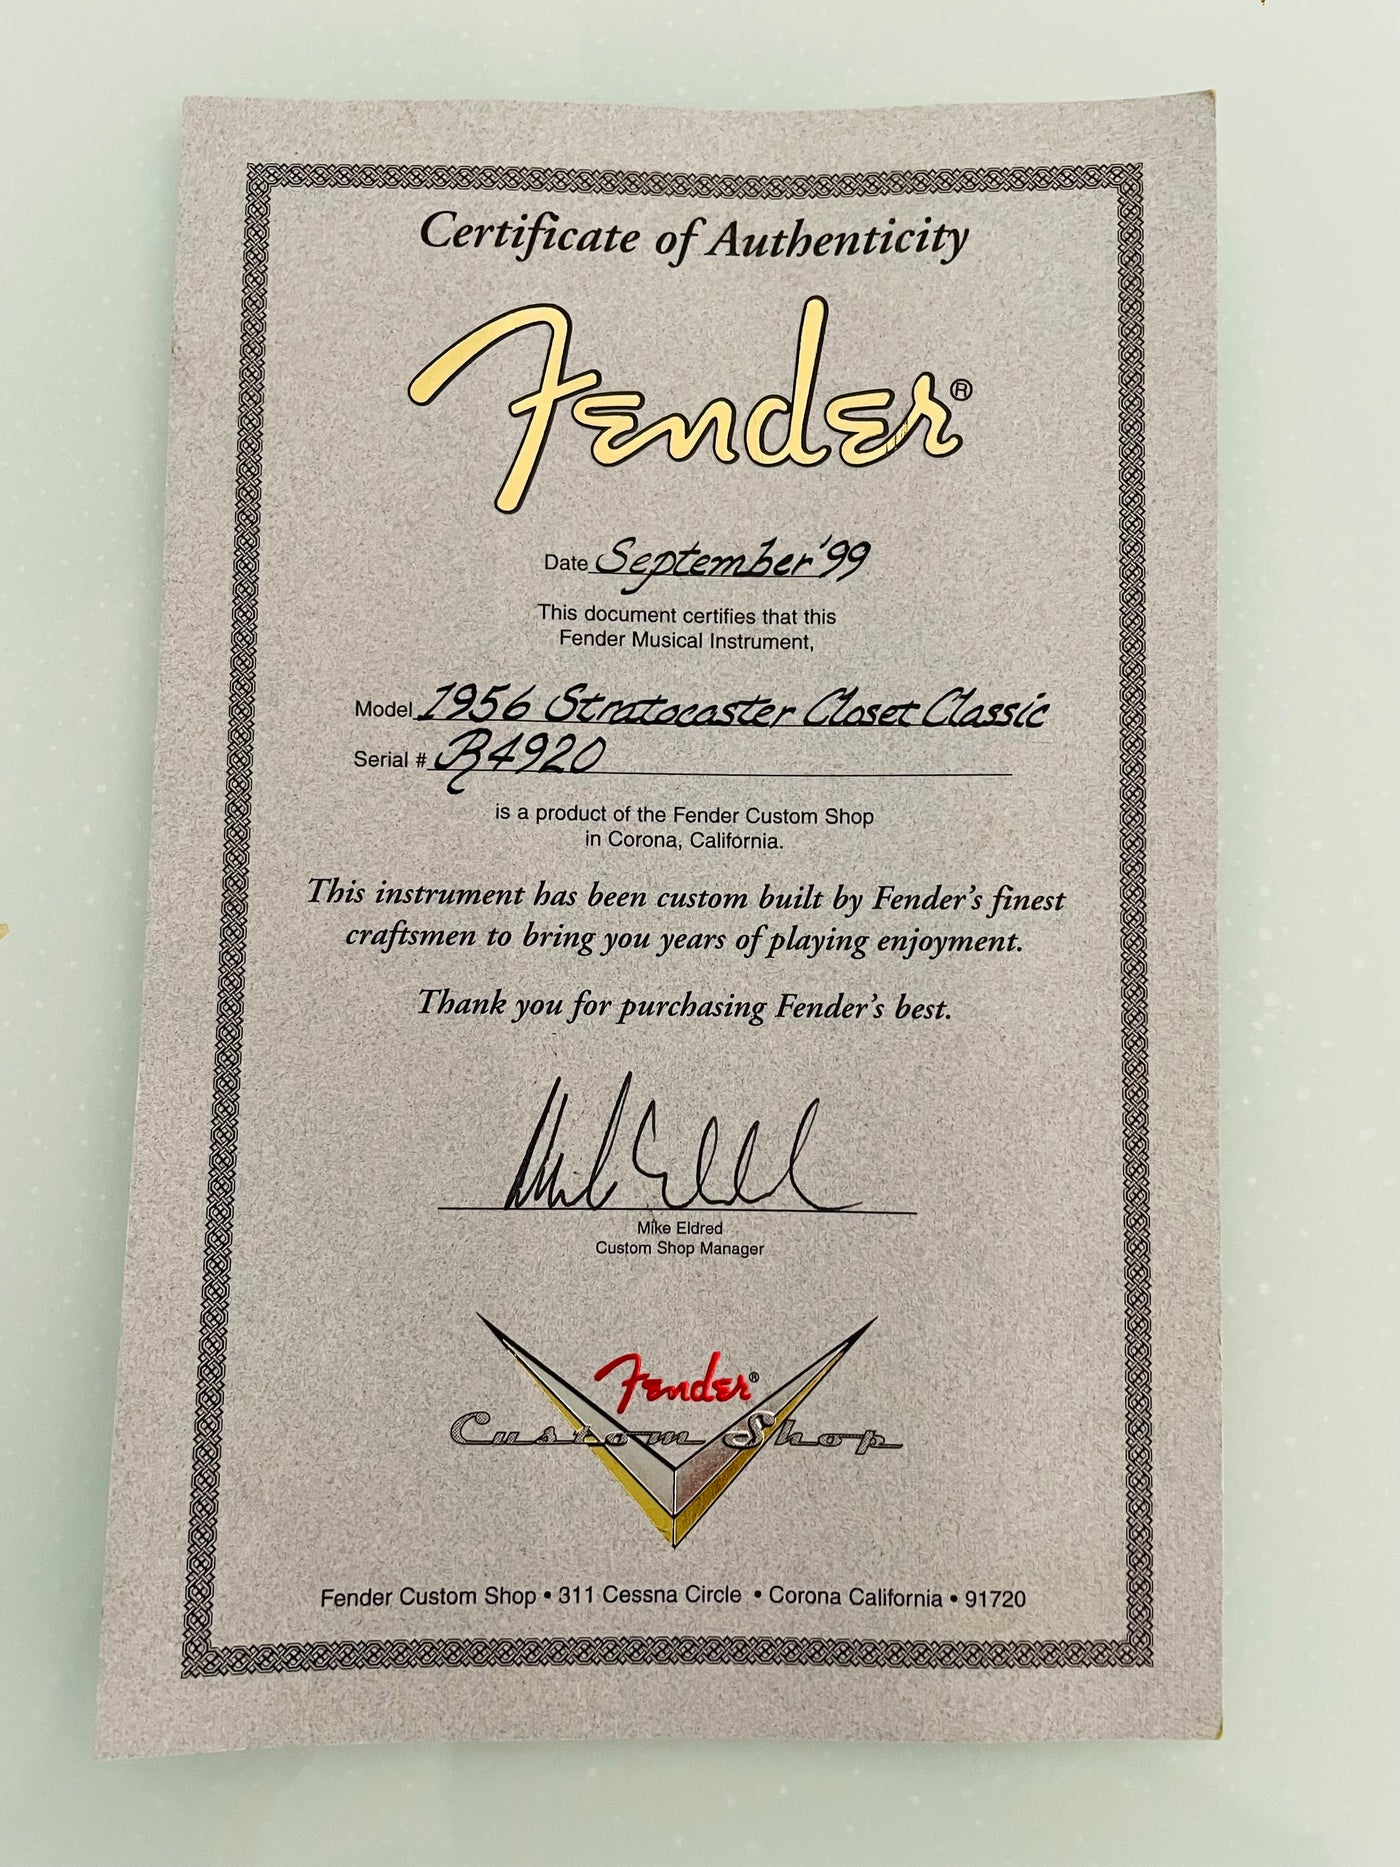 Certificate of Authenticity
Fender®
Date September '99
This document certifies that this
Fender Musical Instrument,
Model 1956 Stratocaster Closet Classic
Serial # R4920
is a product of the Fender Custom Shop
in Corona, California.
This instrument has been custom built by Fender's finest
craftsmen to bring you years of playing enjoyment.
Thank you for purchasing Fender's best.
Mike Eldred
Mike Eldred
Custom Shop Manager
Fender®
Custom Shop
Fender Custom Shop • 311 Cessna Circle • Corona California • 91720